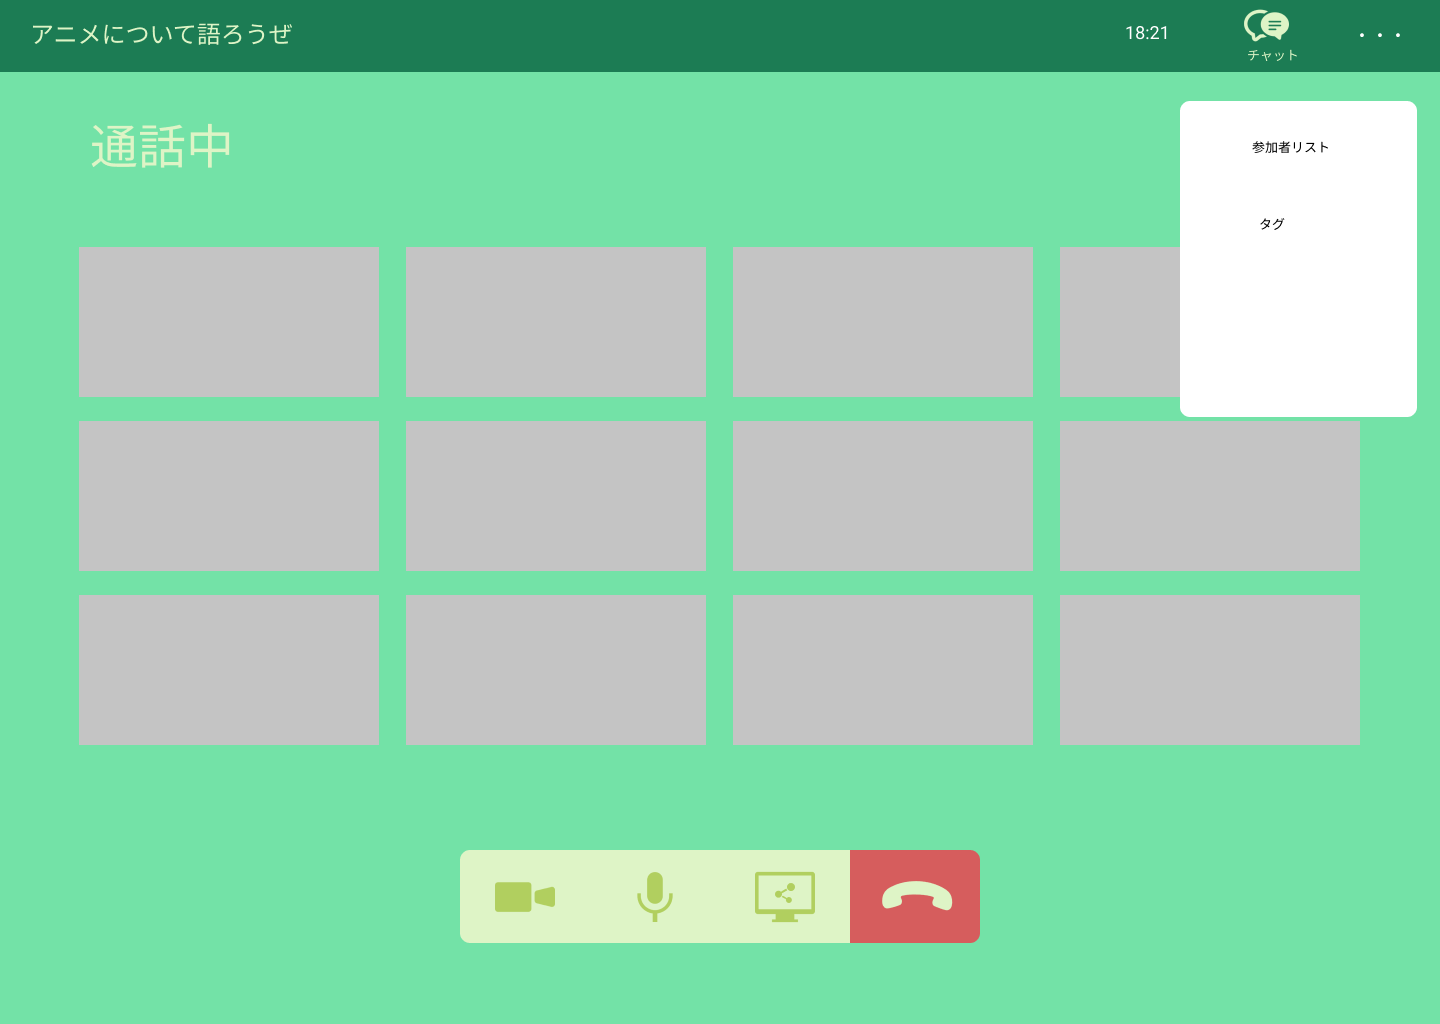 アニメについて語ろうぜ
18:21
チャット
通話中
参加者リスト
タグ